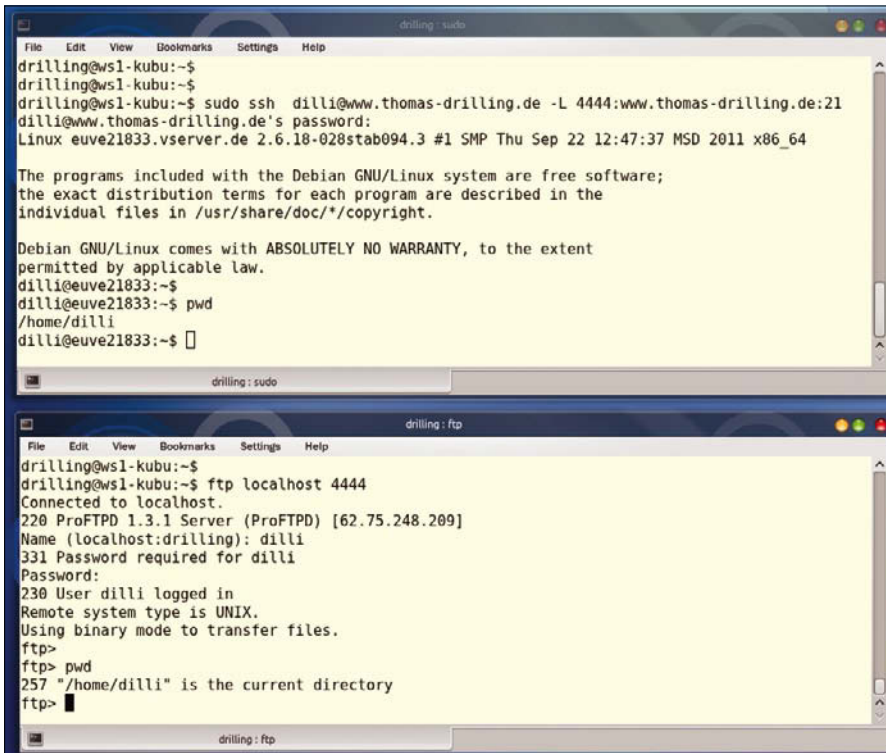 drilling : sudo
File Edit View Bookmarks Settings Help
drilling@ws1-kubu:~$
drilling@ws1-kubu:~$
drilling@ws1-kubu:~$ sudo ssh  dilli@www.thomas-drilling.de -L 4444:www.thomas-drilling.de:21
dilli@www.thomas-drilling.de's password:
Linux euve21833.vserver.de 2.6.18-028stab094.3 #1 SMP Thu Sep 22 12:47:37 MSD 2011 x86_64
The programs included with the Debian GNU/Linux system are free software;
the exact distribution terms for each program are described in the
individual files in /usr/share/doc/*/copyright.
Debian GNU/Linux comes with ABSOLUTELY NO WARRANTY, to the extent
permitted by applicable law.
dilli@euve21833:~$
dilli@euve21833:~$ pwd
/home/dilli
dilli@euve21833:~$
drilling : sudo
drilling : ftp
File Edit View Bookmarks Settings Help
drilling@ws1-kubu:~$
drilling@ws1-kubu:~$ ftp localhost 4444
Connected to localhost.
220 ProFTPD 1.3.1 Server (ProFTPD) [62.75.248.209]
Name (localhost:drilling): dilli
331 Password required for dilli
Password:
230 User dilli logged in
Remote system type is UNIX.
Using binary mode to transfer files.
ftp>
ftp> pwd
257 "/home/dilli" is the current directory
ftp>
drilling : ftp